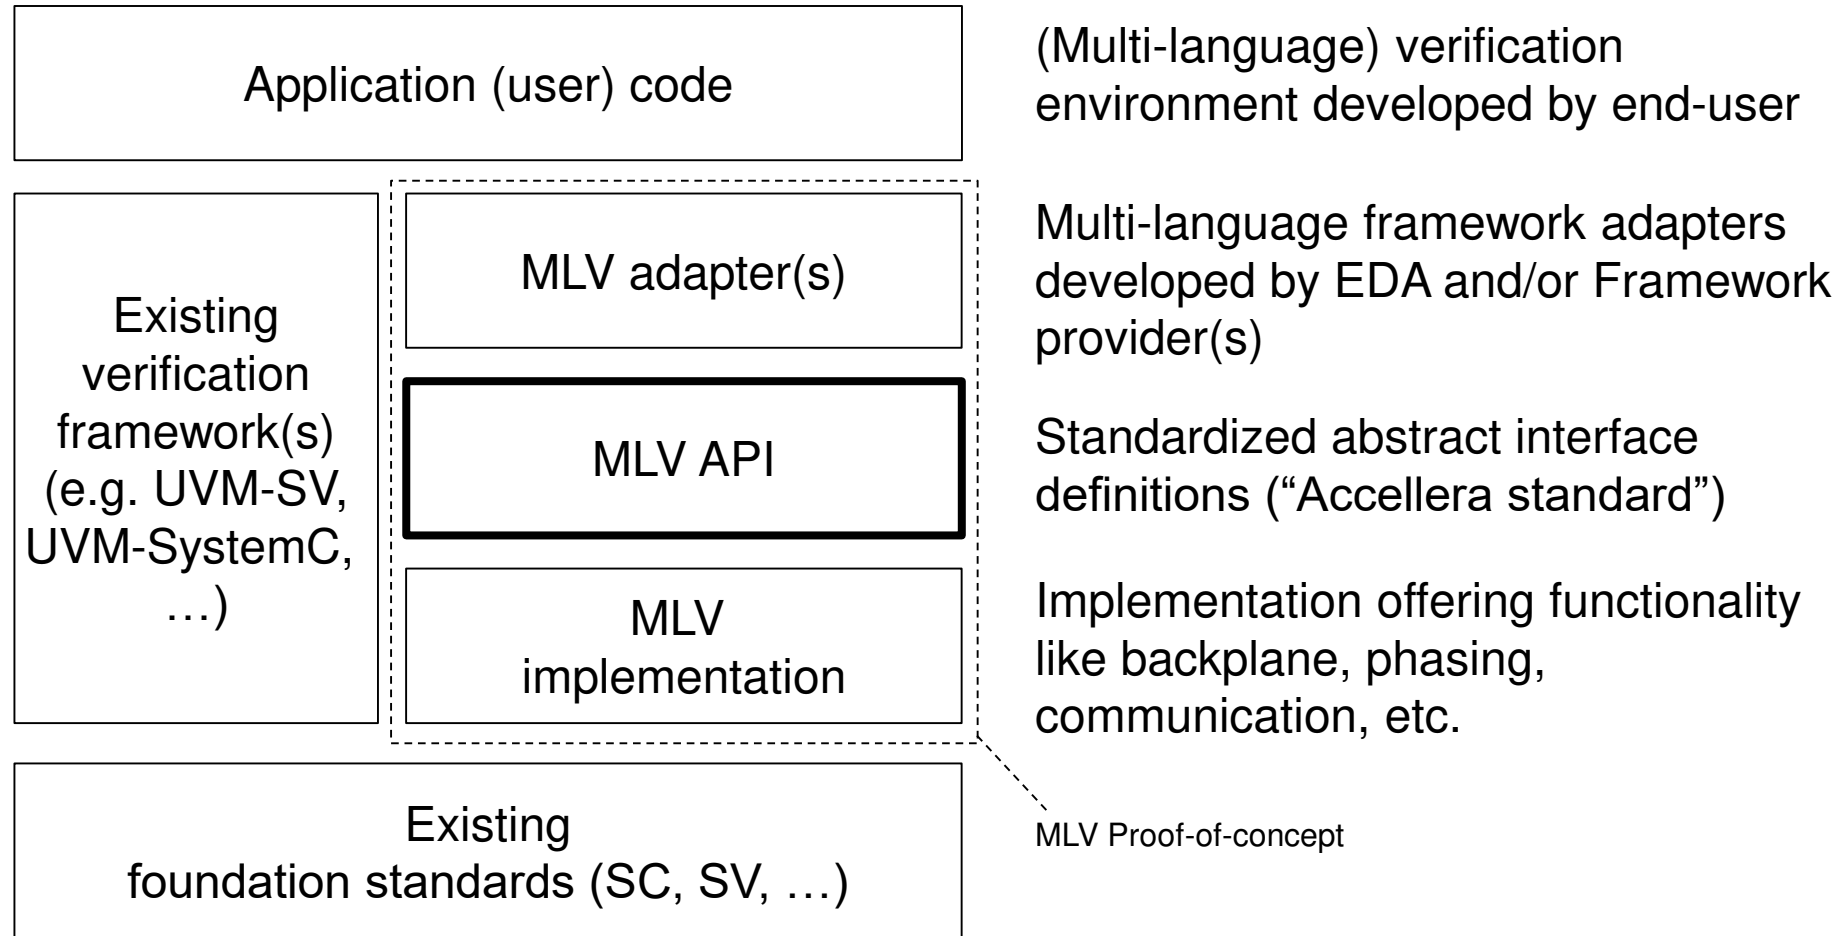 Application (user) code
(Multi-language) verification
environment developed by end-user
Existing
verification
framework(s)
(e.g. UVM-SV,
UVM-SystemC,
…)
MLV adapter(s)
Multi-language framework adapters
developed by EDA and/or Framework
provider(s)
MLV API
Standardized abstract interface
definitions (“Accellera standard”)
MLV
implementation
Implementation offering functionality
like backplane, phasing,
communication, etc.
MLV Proof-of-concept
Existing
foundation standards (SC, SV, …)